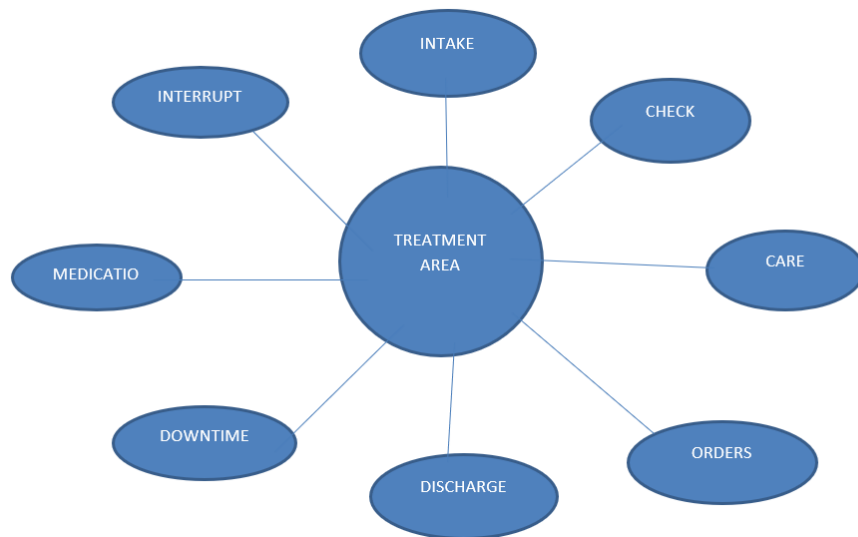 INTAKE
INTERRUPT
CHECK
TREATMENT
AREA
MEDICATIO
CARE
DOWNTIME
ORDERS
DISCHARGE